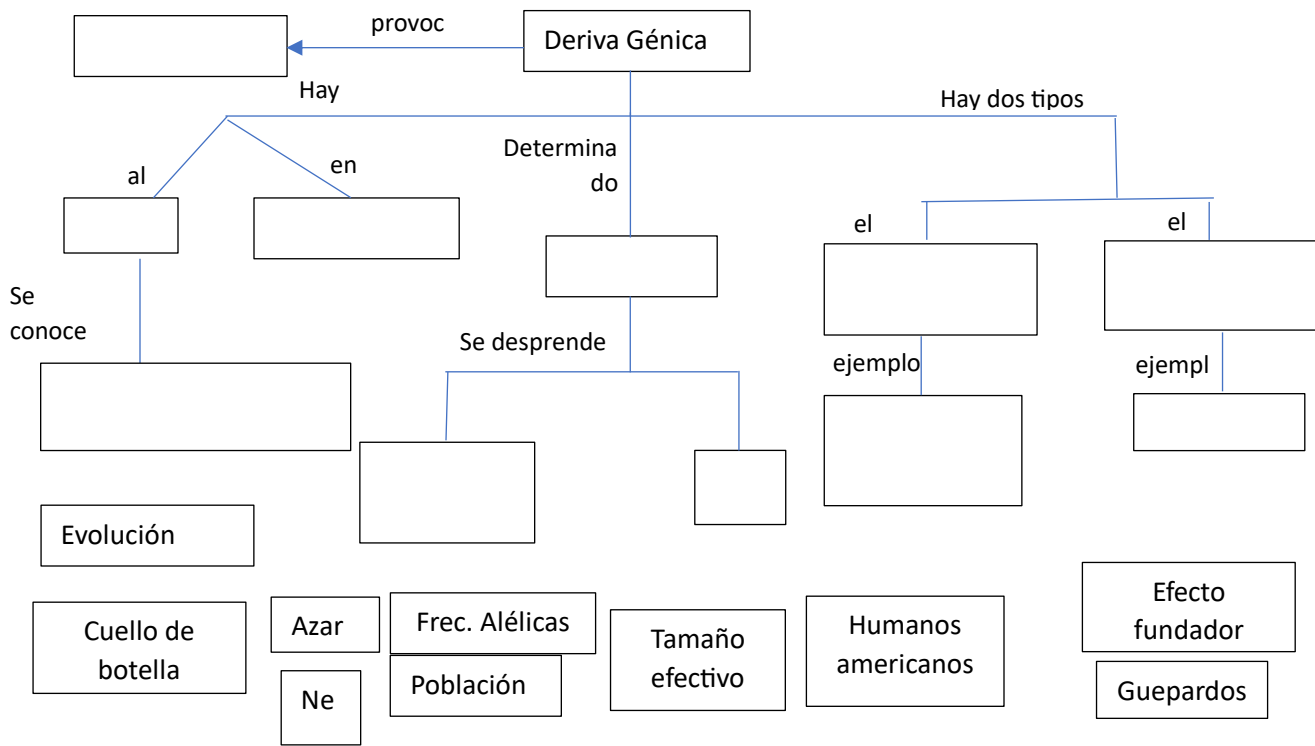 provoc
Deriva Génica
Hay
Hay dos tipos
Determina
do
al
en
el
el
Se
conoce
Se desprende
ejemplo
ejempl
Evolución
Cuello de
botella
Azar
Frec. Alélicas
Ne
Población
Tamaño
efectivo
Humanos
americanos
Efecto
fundador
Guepardos